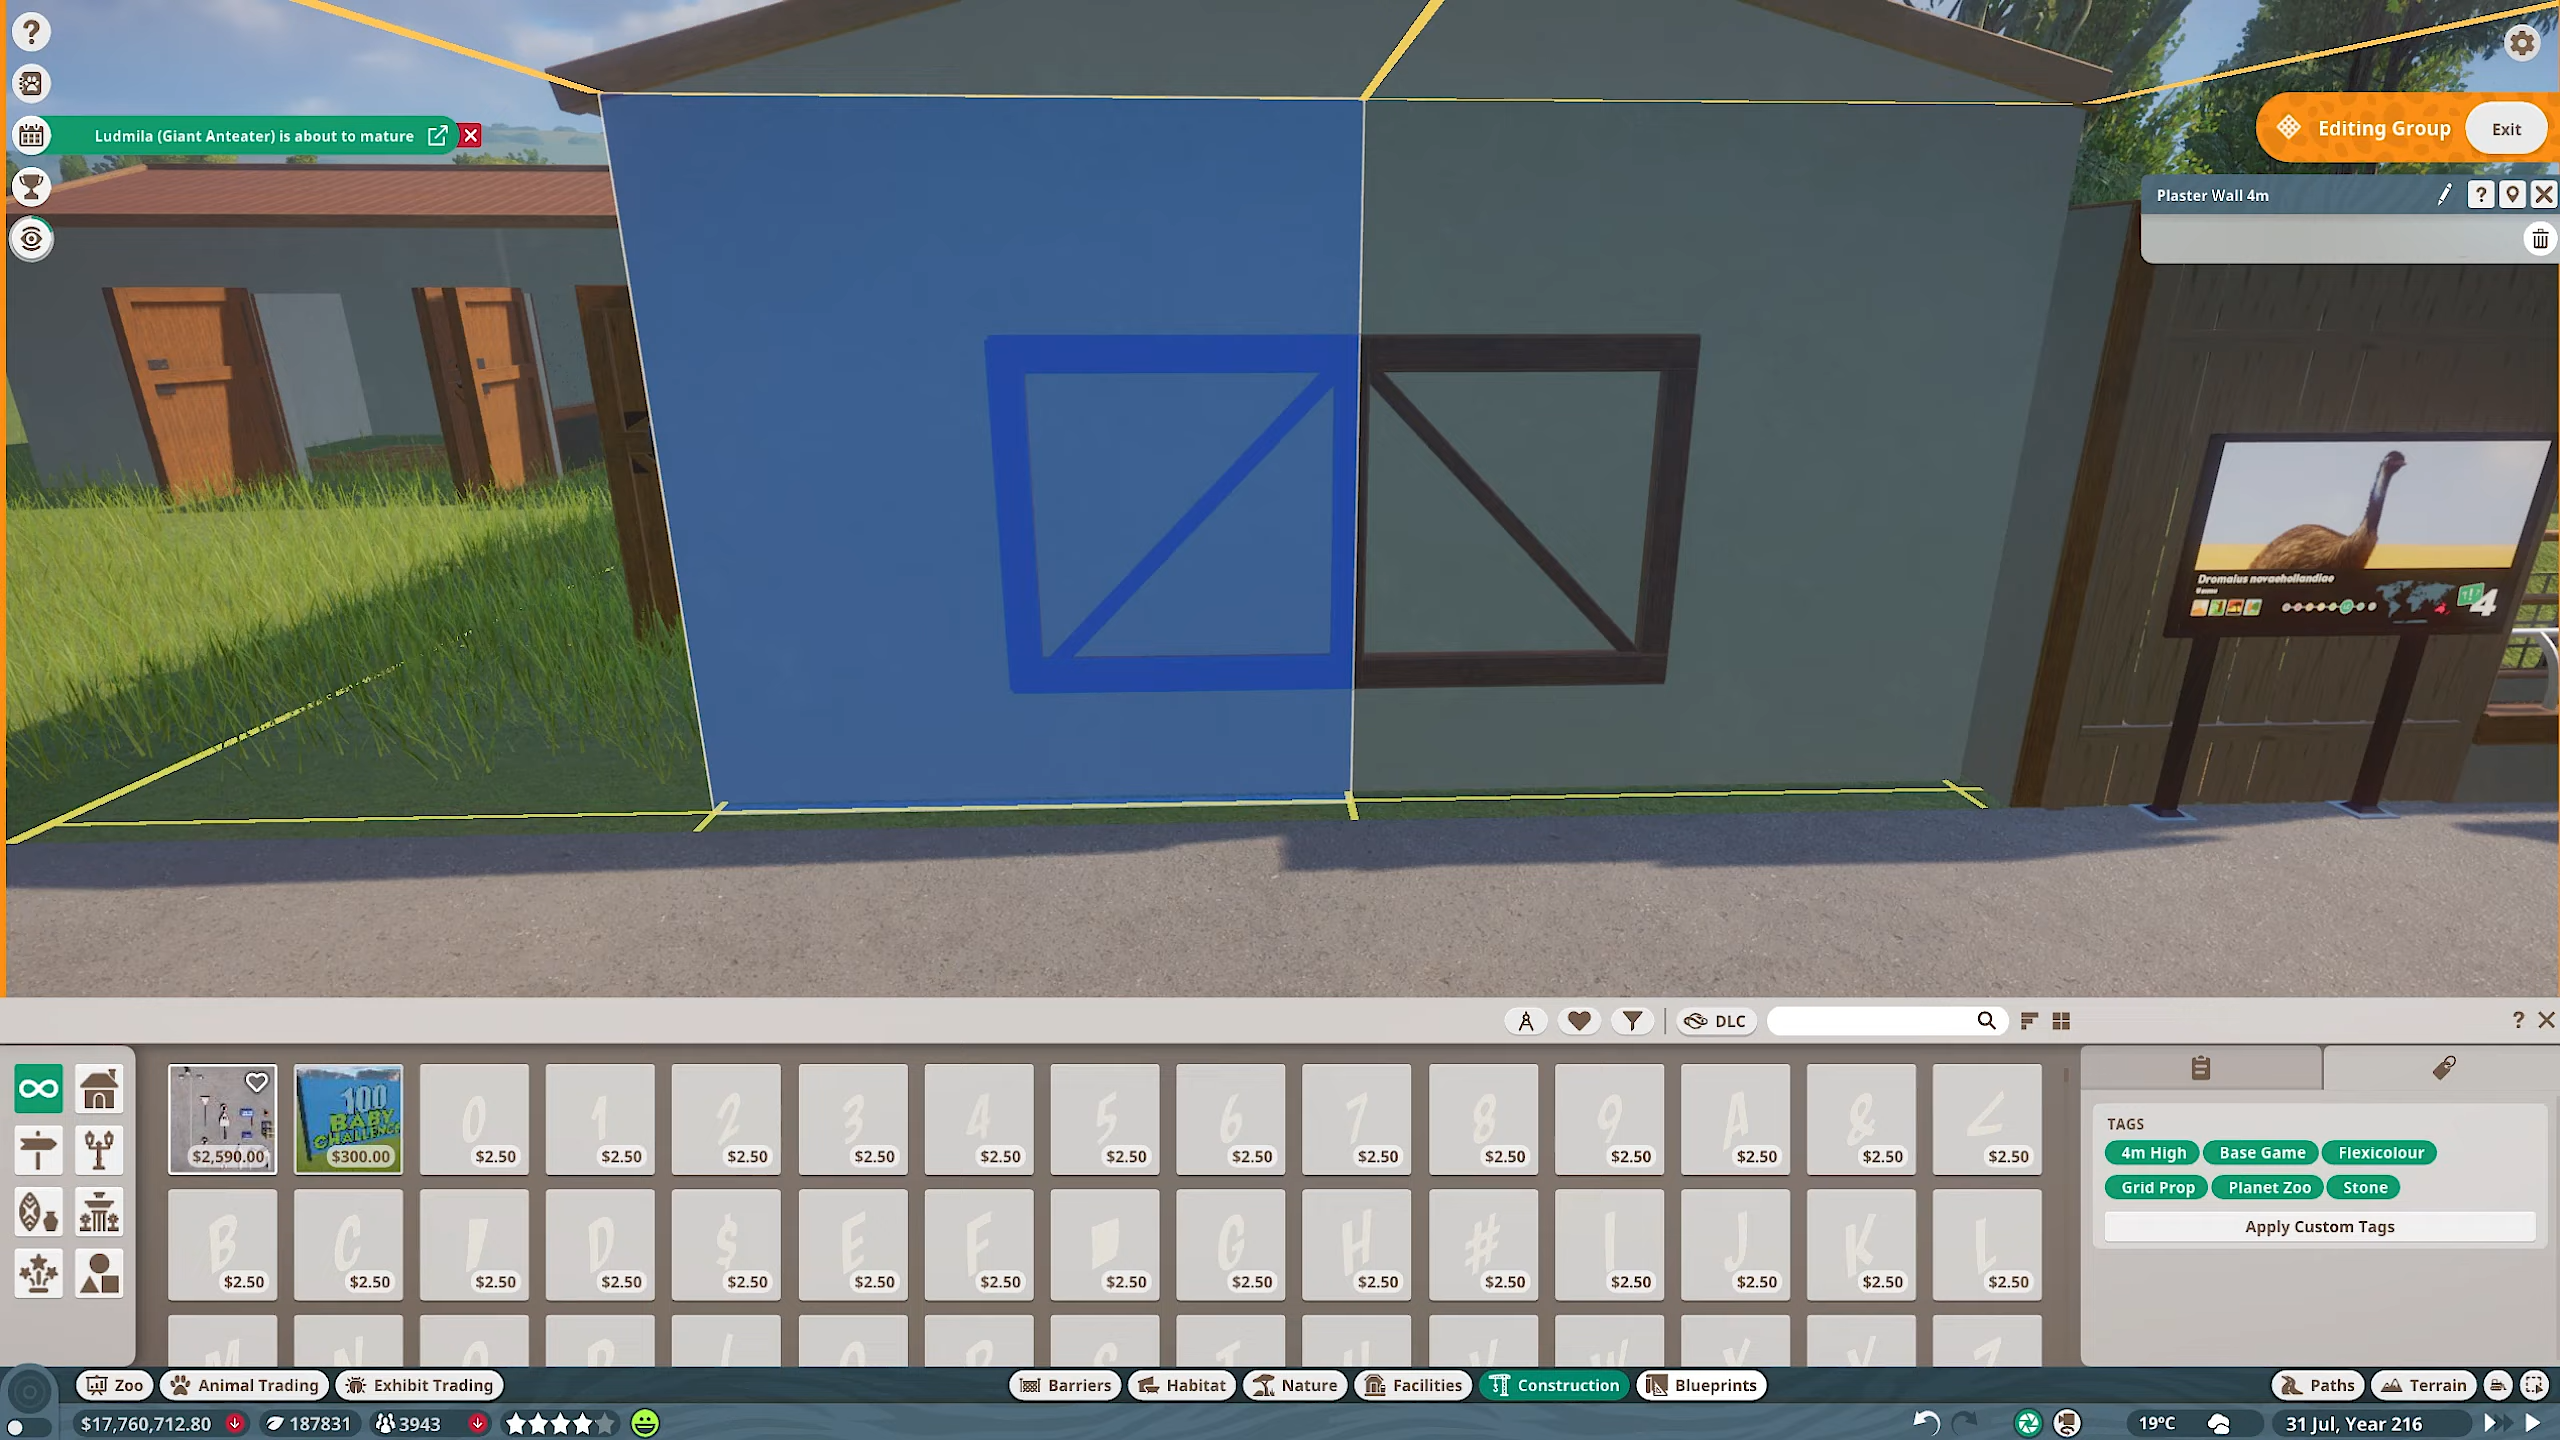 Ludmila (Giant Anteater) is about to mature
Editing Group
Exit
Plaster Wall 4m
Dromaius novaehollandiae
4
DLC
$2,590.00
100
BABY
CHALLENGE
$300.00
0 1 2 3 4 5 6 7 8 9 A & <
$2.50 $2.50 $2.50 $2.50 $2.50 $2.50 $2.50 $2.50 $2.50 $2.50 $2.50 $2.50 $2.50
B C D $ E F G H # I J K L
$2.50 $2.50 $2.50 $2.50 $2.50 $2.50 $2.50 $2.50 $2.50 $2.50 $2.50 $2.50 $2.50 $2.50 $2.50
TAGS
4m High
Base Game
Flexicolour
Grid Prop
Planet Zoo
Stone
Apply Custom Tags
Zoo
Animal Trading
Exhibit Trading
Barriers
Habitat
Nature
Facilities
Construction
Blueprints
Paths
Terrain
$17,760,712.80
187831
3943
19°C
31 Jul, Year 216